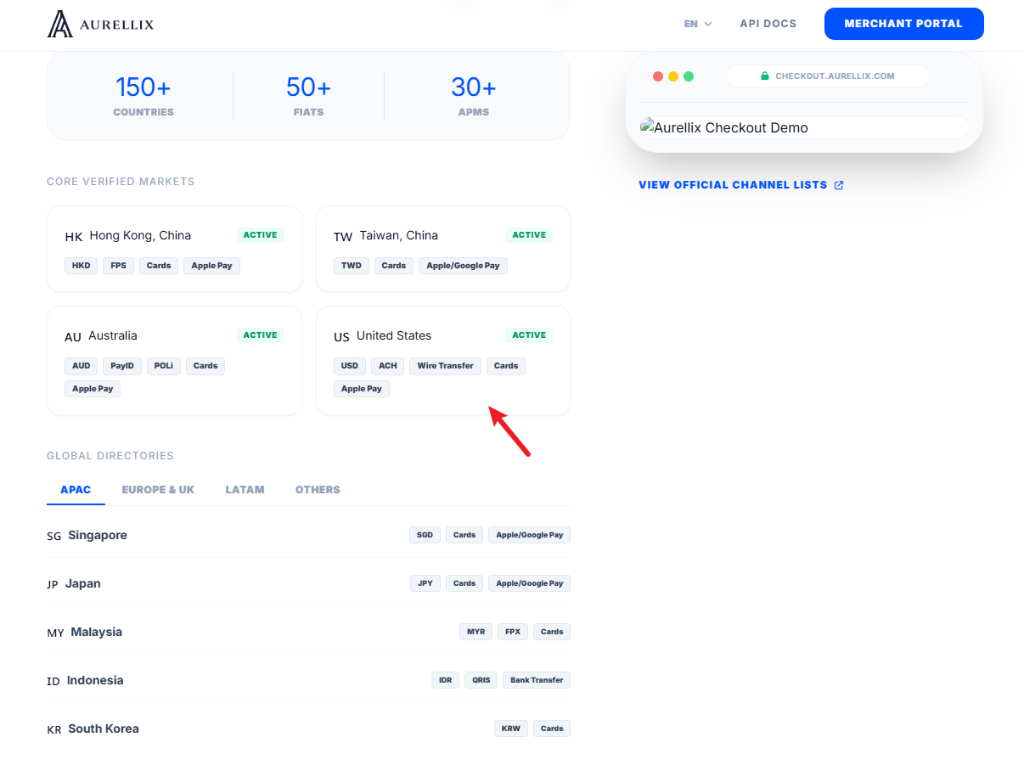 AURELLIX
EN
API DOCS
MERCHANT PORTAL
150+
COUNTRIES
50+
FIATS
30+
APMS
CHECKOUT.AURELLIX.COM
Aurellix Checkout Demo
VIEW OFFICIAL CHANNEL LISTS
CORE VERIFIED MARKETS
HK Hong Kong, China ACTIVE
HKD FPS Cards Apple Pay
TW Taiwan, China ACTIVE
TWD Cards Apple/Google Pay
AU Australia ACTIVE
AUD PayID POLi Cards
Apple Pay
US United States ACTIVE
USD ACH Wire Transfer Cards
Apple Pay
GLOBAL DIRECTORIES
APAC EUROPE & UK LATAM OTHERS
SG Singapore SGD Cards Apple/Google Pay
JP Japan JPY Cards Apple/Google Pay
MY Malaysia MYR FPX Cards
ID Indonesia IDR QRIS Bank Transfer
KR South Korea KRW Cards